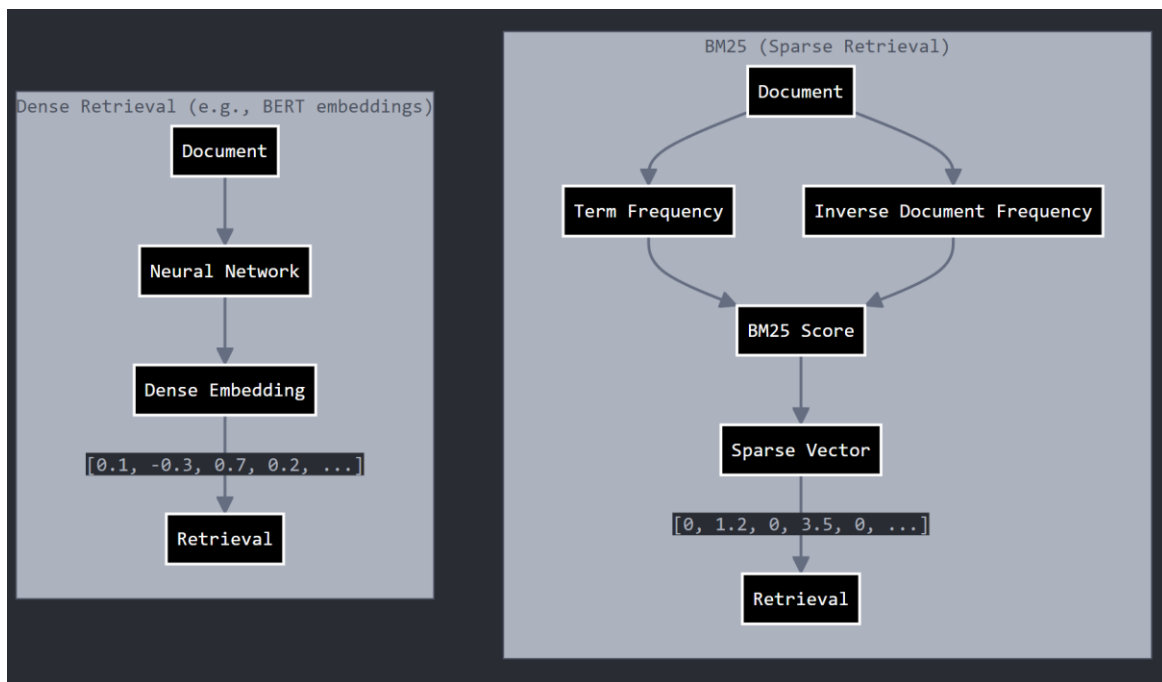 Dense Retrieval (e.g., BERT embeddings)
Document
Neural Network
Dense Embedding
[0.1, -0.3, 0.7, 0.2, ...]
Retrieval
BM25 (Sparse Retrieval)
Document
Term Frequency
Inverse Document Frequency
BM25 Score
Sparse Vector
[0, 1.2, 0, 3.5, 0, ...]
Retrieval